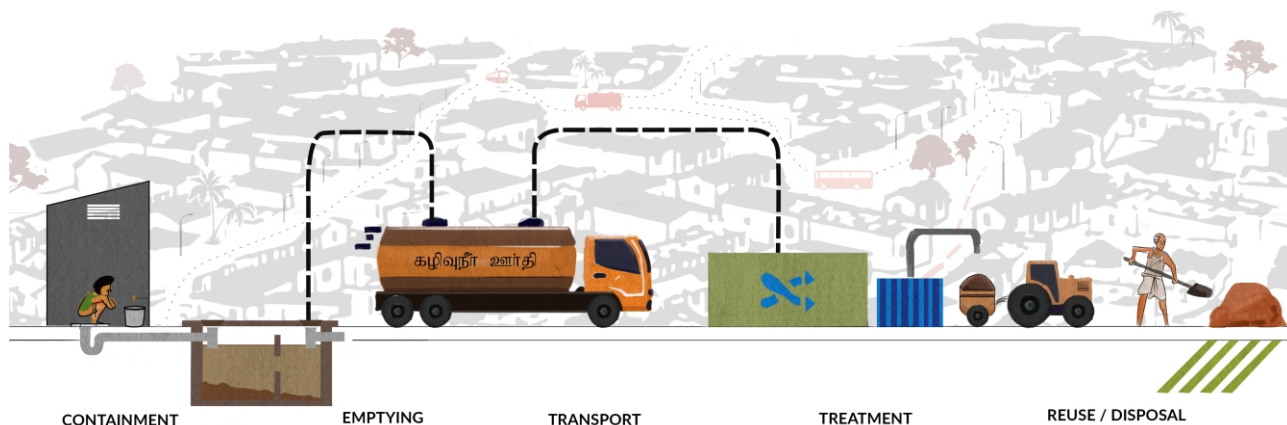 கழிவுநீர் ஊர்தி
CONTAINMENT
EMPTYING
TRANSPORT
TREATMENT
REUSE / DISPOSAL